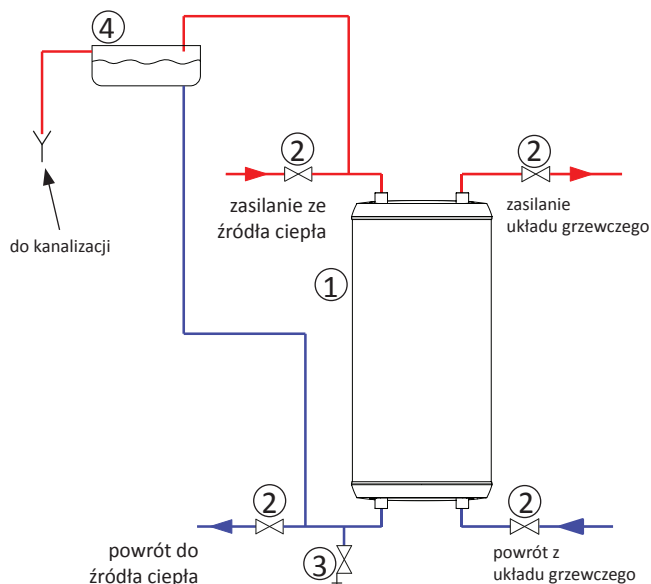 4
2
2
zasilanie ze
źródła ciepła
zasilanie
układu grzewczego
do kanalizacji
1
2
2
powrót do
źródła ciepła
3
powrót z
układu grzewczego